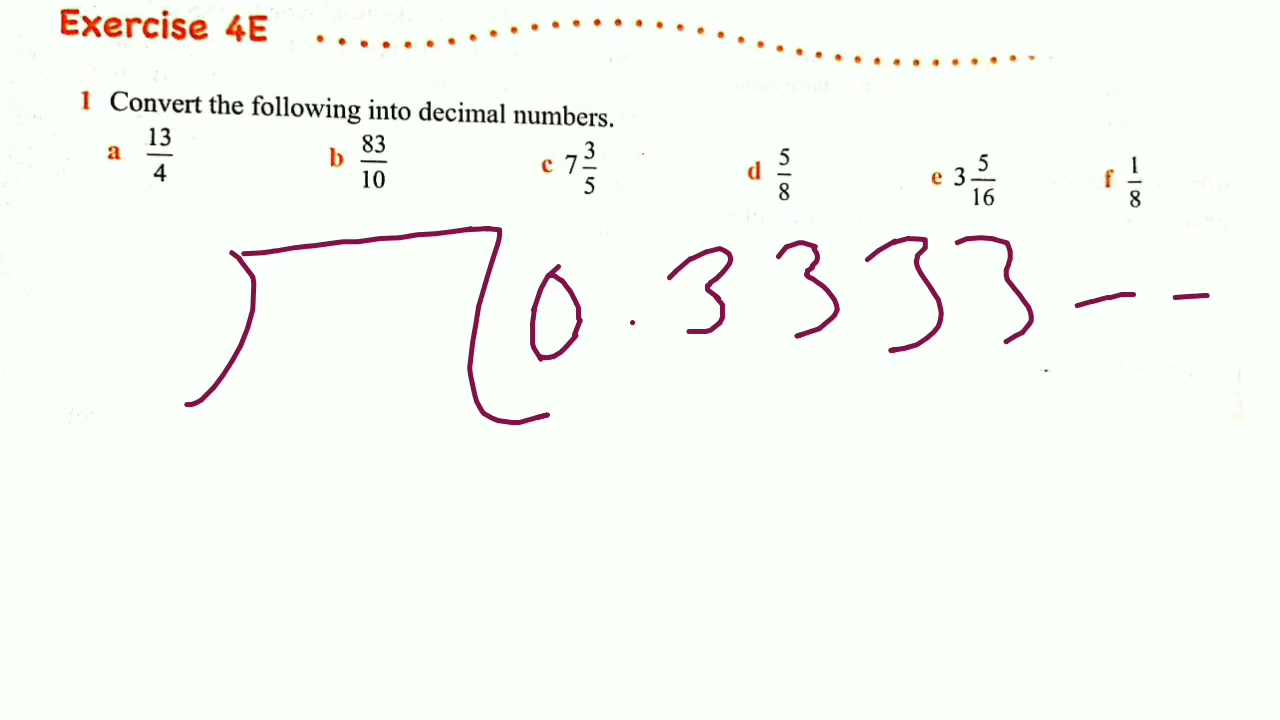 Exercise 4E
1 Convert the following into decimal numbers.
a 13/4 b 83/10 c 7 3/5 d 5/8 e 3 5/16 f 1/8
0.3333--